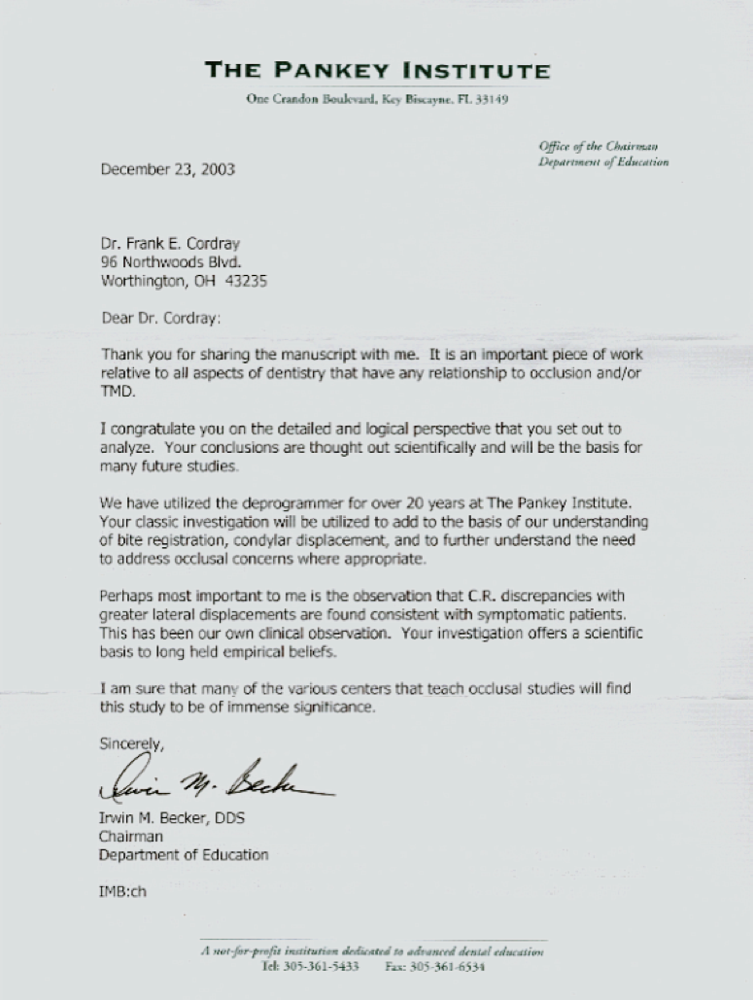 THE PANKEY INSTITUTE
One Crandon Boulevard, Key Biscayne, FL 33149
Office of the Chairman
Department of Education
December 23, 2003
Dr. Frank E. Cordray
96 Northwoods Blvd.
Worthington, OH 43235
Dear Dr. Cordray:
Thank you for sharing the manuscript with me. It is an important piece of work
relative to all aspects of dentistry that have any relationship to occlusion and/or
TMD.
I congratulate you on the detailed and logical perspective that you set out to
analyze. Your conclusions are thought out scientifically and will be the basis for
many future studies.
We have utilized the deprogrammer for over 20 years at The Pankey Institute.
Your classic investigation will be utilized to add to the basis of our understanding
of bite registration, condylar displacement, and to further understand the need
to address occlusal concerns where appropriate.
Perhaps most important to me is the observation that C.R. discrepancies with
greater lateral displacements are found consistent with symptomatic patients.
This has been our own clinical observation. Your investigation offers a scientific
basis to long held empirical beliefs.
I am sure that many of the various centers that teach occlusal studies will find
this study to be of immense significance.
Sincerely,
Irwin M. Becker
Irwin M. Becker, DDS
Chairman
Department of Education
IMB:ch
A not-for-profit institution dedicated to advanced dental education
Tel: 305-361-5433 Fax: 305-361-6534